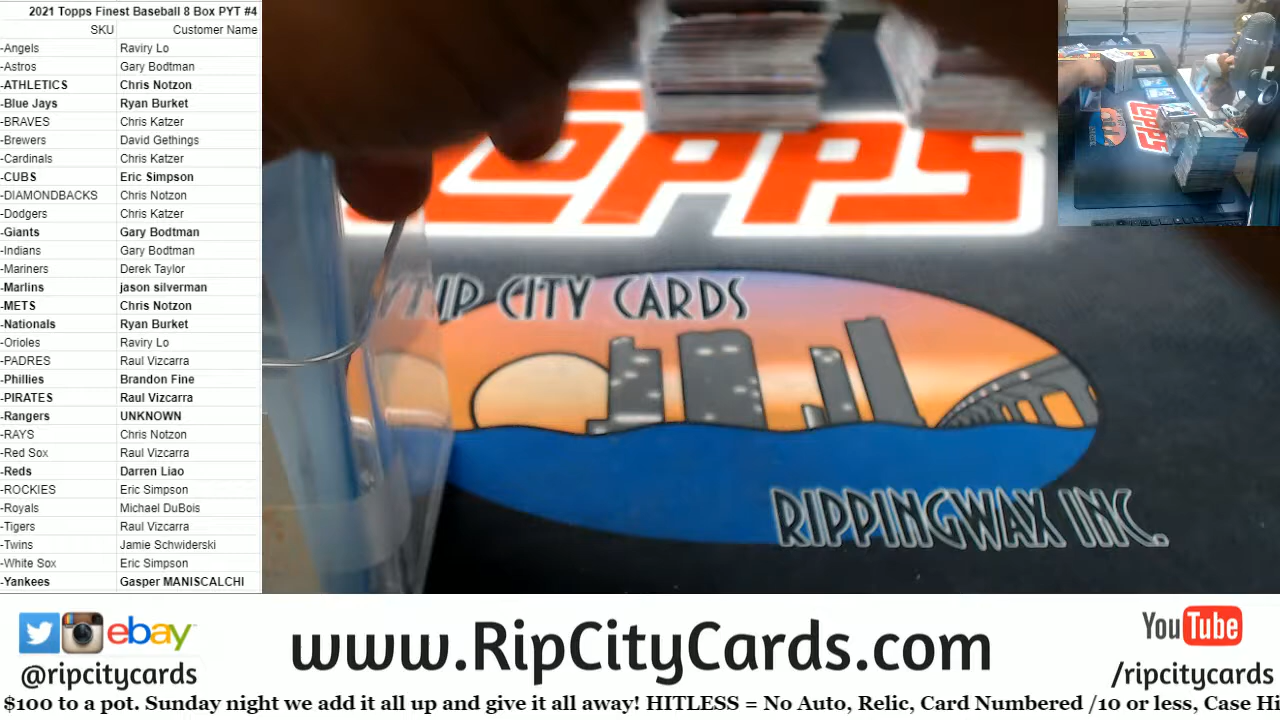 2021 Topps Finest Baseball 8 Box PYT #4
SKU Customer Name
-Angels Raviry Lo
-Astros Gary Bodtman
-ATHLETICS Chris Notzon
-Blue Jays Ryan Burket
-BRAVES Chris Katzer
-Brewers David Gethings
-Cardinals Chris Katzer
-CUBS Eric Simpson
-DIAMONDBACKS Chris Notzon
-Dodgers Chris Katzer
-Giants Gary Bodtman
-Indians Gary Bodtman
-Mariners Derek Taylor
-Marlins jason silverman
-METS Chris Notzon
-Nationals Ryan Burket
-Orioles Raviry Lo
-PADRES Raul Vizcarra
-Phillies Brandon Fine
-PIRATES Raul Vizcarra
-Rangers UNKNOWN
-RAYS Chris Notzon
-Red Sox Raul Vizcarra
-Reds Darren Liao
-ROCKIES Eric Simpson
-Royals Michael DuBois
-Tigers Raul Vizcarra
-Twins Jamie Schwiderski
-White Sox Eric Simpson
-Yankees Gasper MANISCALCHI
TOPPS
CITY CARDS
RIPPINGWAX INC.
TOPPS
ebay
@ripcitycards
www.RipCityCards.com
YouTube
/ripcitycards
$100 to a pot. Sunday night we add it all up and give it all away! HITLESS = No Auto, Relic, Card Numbered /10 or less, Case Hi